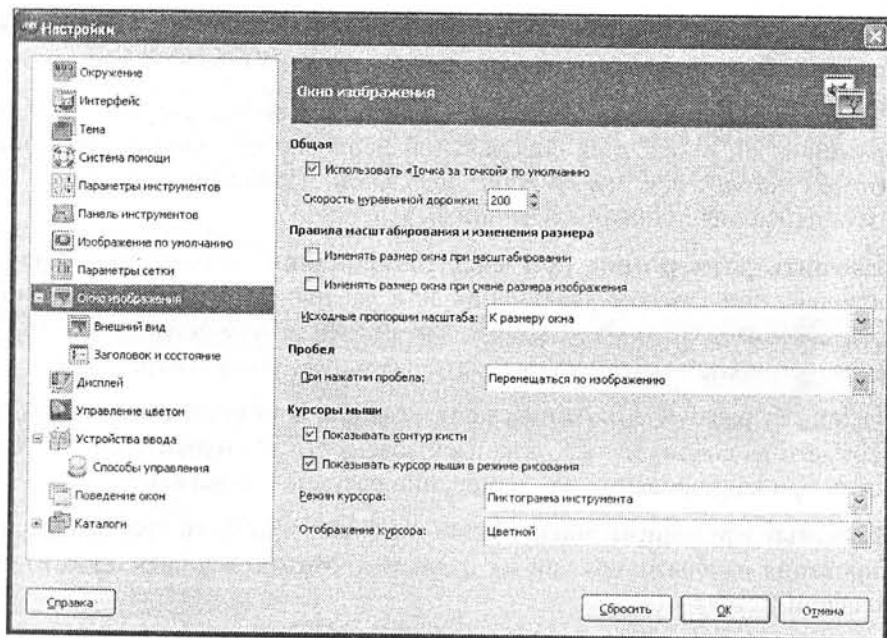 Настройки
Окружение
Интерфейс
Тема
Система помощи
Параметры инструментов
Панель инструментов
Изображение по умолчанию
Параметры сетки
Окно изображения
Внешний вид
Заголовок и состояние
Дисплей
Управление цветом
Устройства ввода
Способы управления
Поведение окон
Каталоги
Окно изображения
Общая
Использовать «Точка за точкой» по умолчанию
Скорость муравьиной дорожки: 200
Правила масштабирования и изменения размера
Изменять размер окна при масштабировании
Изменять размер окна при смене размера изображения
Исходные пропорции масштаба: К размеру окна
Пробел
При нажатии пробела: Перемещаться по изображению
Курсоры мыши
Показывать контур кисти
Показывать курсор мыши в режиме рисования
Режим курсора: Пиктограмма инструмента
Отображение курсора: Цветной
Справка
Сбросить
ОК
Отмена